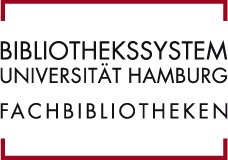 BIBLIOTHEKSSYSTEM
UNIVERSITÄT HAMBURG
FACHBIBLIOTHEKEN